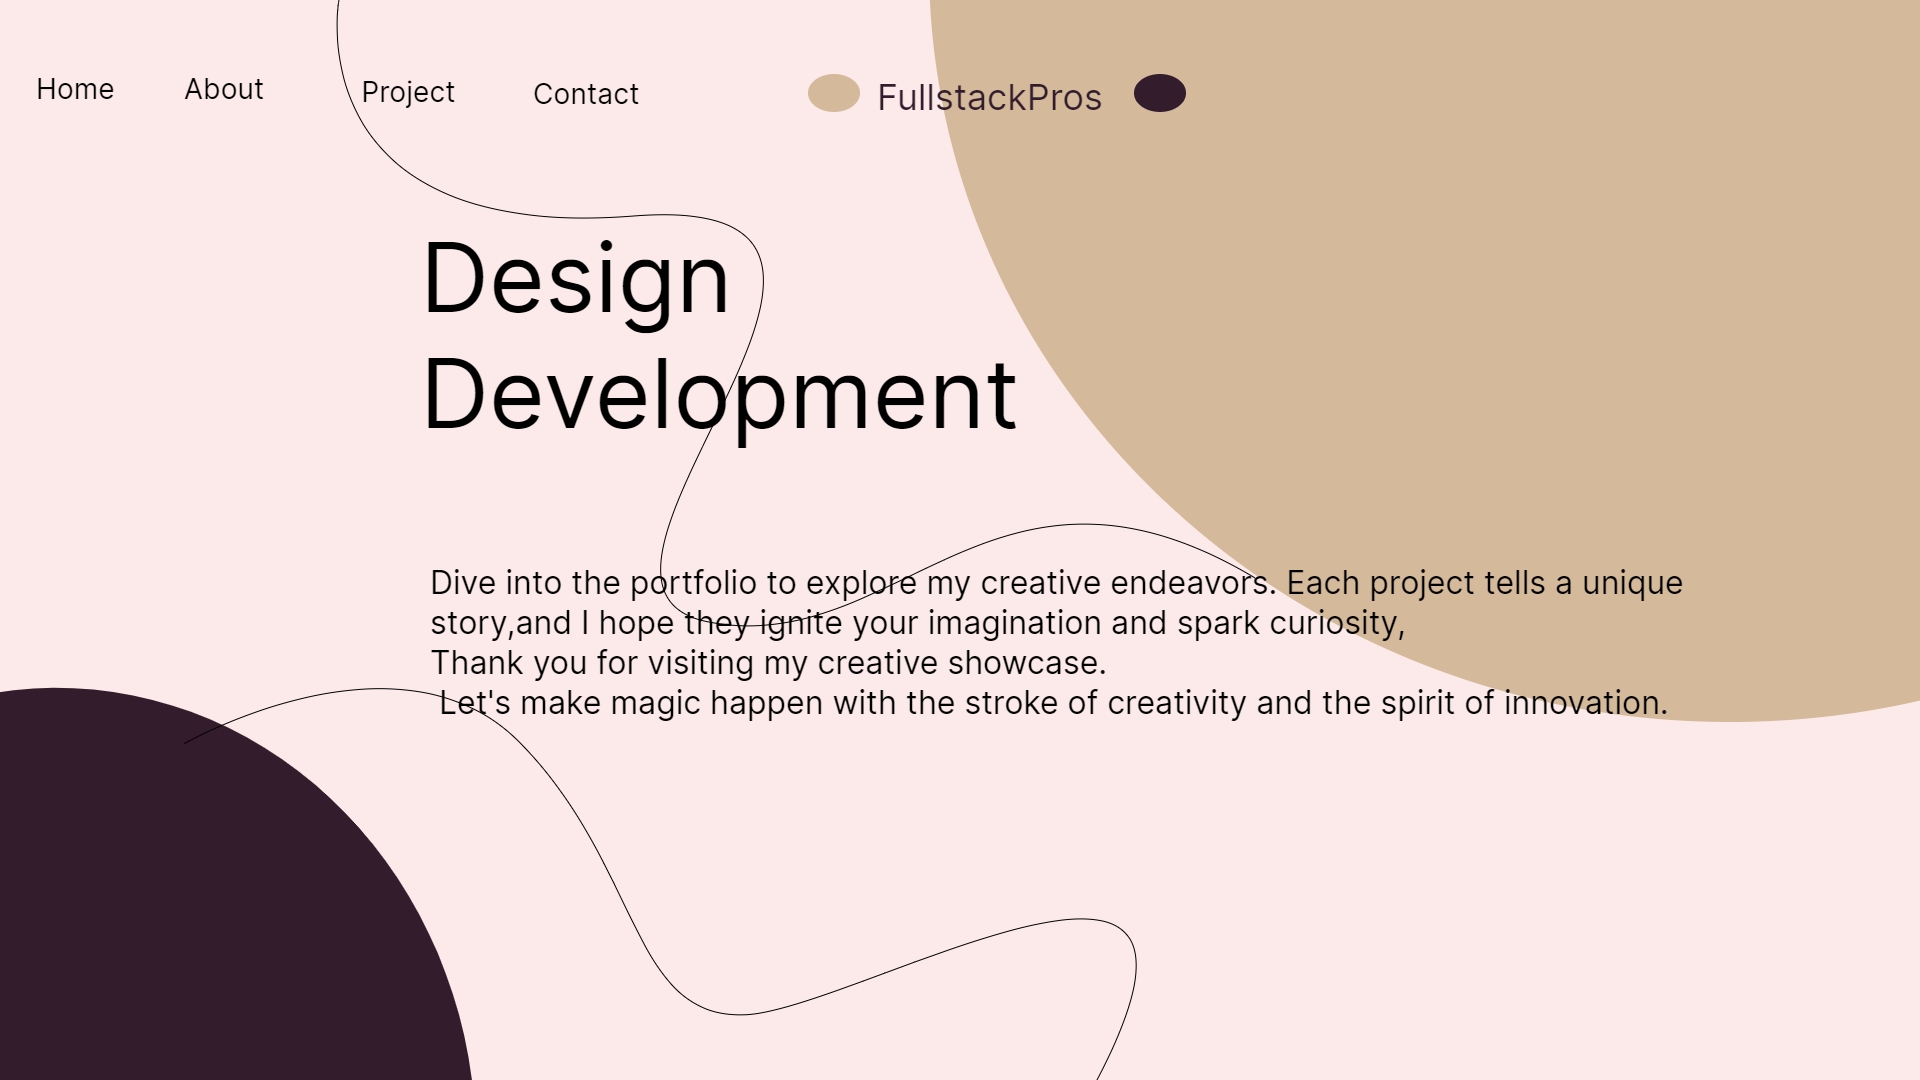 Home About Project Contact FullstackPros
Design
Development
Dive into the portfolio to explore my creative endeavors. Each project tells a unique
story,and I hope they ignite your imagination and spark curiosity,
Thank you for visiting my creative showcase.
Let's make magic happen with the stroke of creativity and the spirit of innovation.